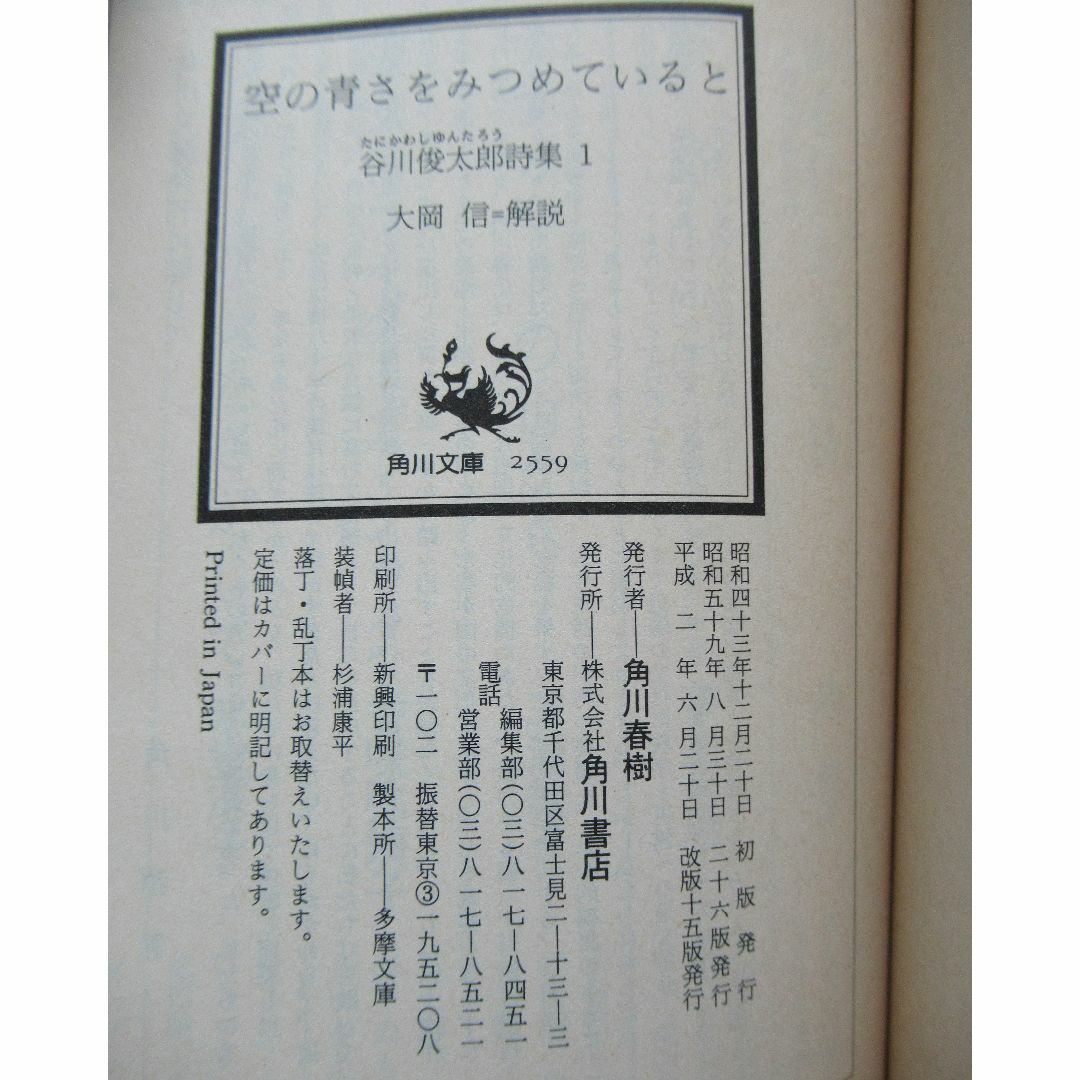 空の青さをみつめていると
たにかわしゅんたろう
谷川俊太郎詩集 1
大岡 信=解説
角川文庫 2559
昭和四十三年十二月二十日 初版発行
昭和五十九年 八 月三十日 二十六版発行
平成 二 年 六 月二十日 改版十五版発行
発行者――角川春樹
発行所――株式会社角川書店
東京都千代田区富士見二―十三―三
電話 編集部(〇三)八一七―八四五一
営業部(〇三)八一七―八五二一
〒一〇二 振替東京③一九五二〇八
印刷所――新興印刷 製本所――多摩文庫
装幀者――杉浦康平
落丁・乱丁本はお取替えいたします。
定価はカバーに明記してあります。
Printed in Japan